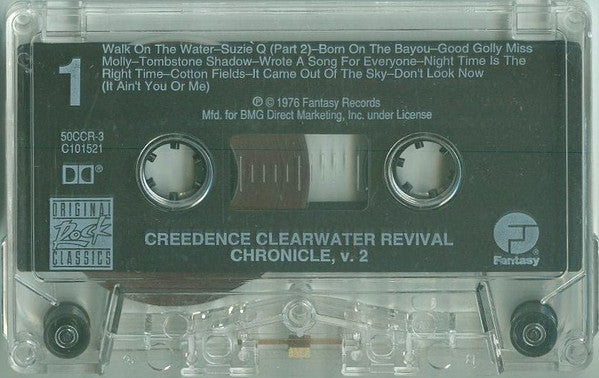 1
Walk On The Water–Suzie Q (Part 2)–Born On The Bayou–Good Golly Miss
Molly–Tombstone Shadow–Wrote A Song For Everyone–Night Time Is The
Right Time–Cotton Fields–It Came Out Of The Sky–Don't Look Now
(It Ain't You Or Me)
℗ © 1976 Fantasy Records
Mfd. for BMG Direct Marketing, Inc. under License
50CCR-3
C101521
ORIGINAL
Rock
CLASSICS
CREEDENCE CLEARWATER REVIVAL
CHRONICLE, v. 2
F
Fantasy